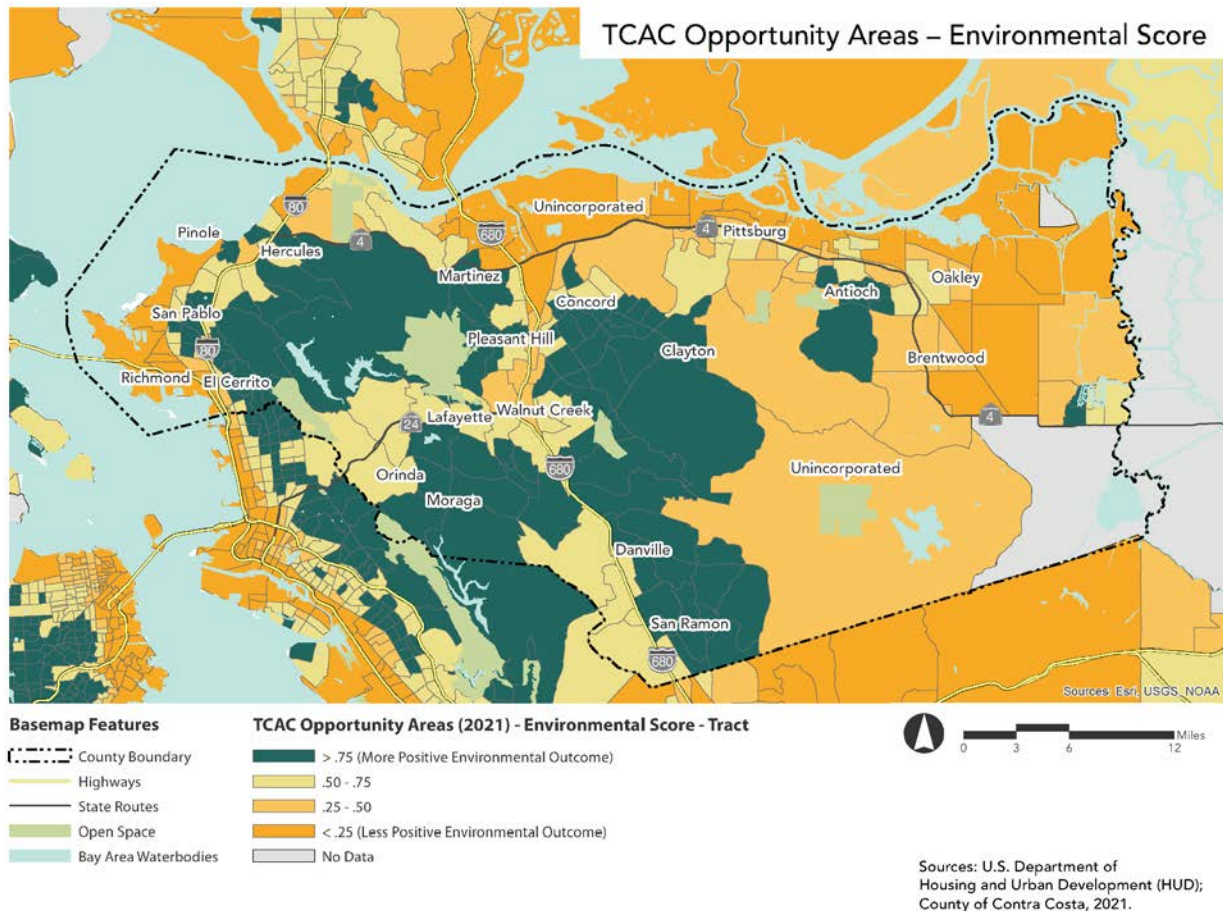 TCAC Opportunity Areas – Environmental Score
80
Unincorporated
Pinole
680
4
Hercules
4
Pittsburg
Martinez
Oakley
Concord
Antioch
San Pablo
Pleasant Hill
Clayton
80
Brentwood
Richmond
El Cerrito
Lafayette
Walnut Creek
24
4
Orinda
680
Unincorporated
Moraga
Danville
San Ramon
680
Sources: Esri, USGS, NOAA
Basemap Features
County Boundary
Highways
State Routes
Open Space
Bay Area Waterbodies
TCAC Opportunity Areas (2021) - Environmental Score - Tract
> .75 (More Positive Environmental Outcome)
.50 - .75
.25 - .50
< .25 (Less Positive Environmental Outcome)
No Data
Miles
0 3 6 12
Sources: U.S. Department of
Housing and Urban Development (HUD);
County of Contra Costa, 2021.